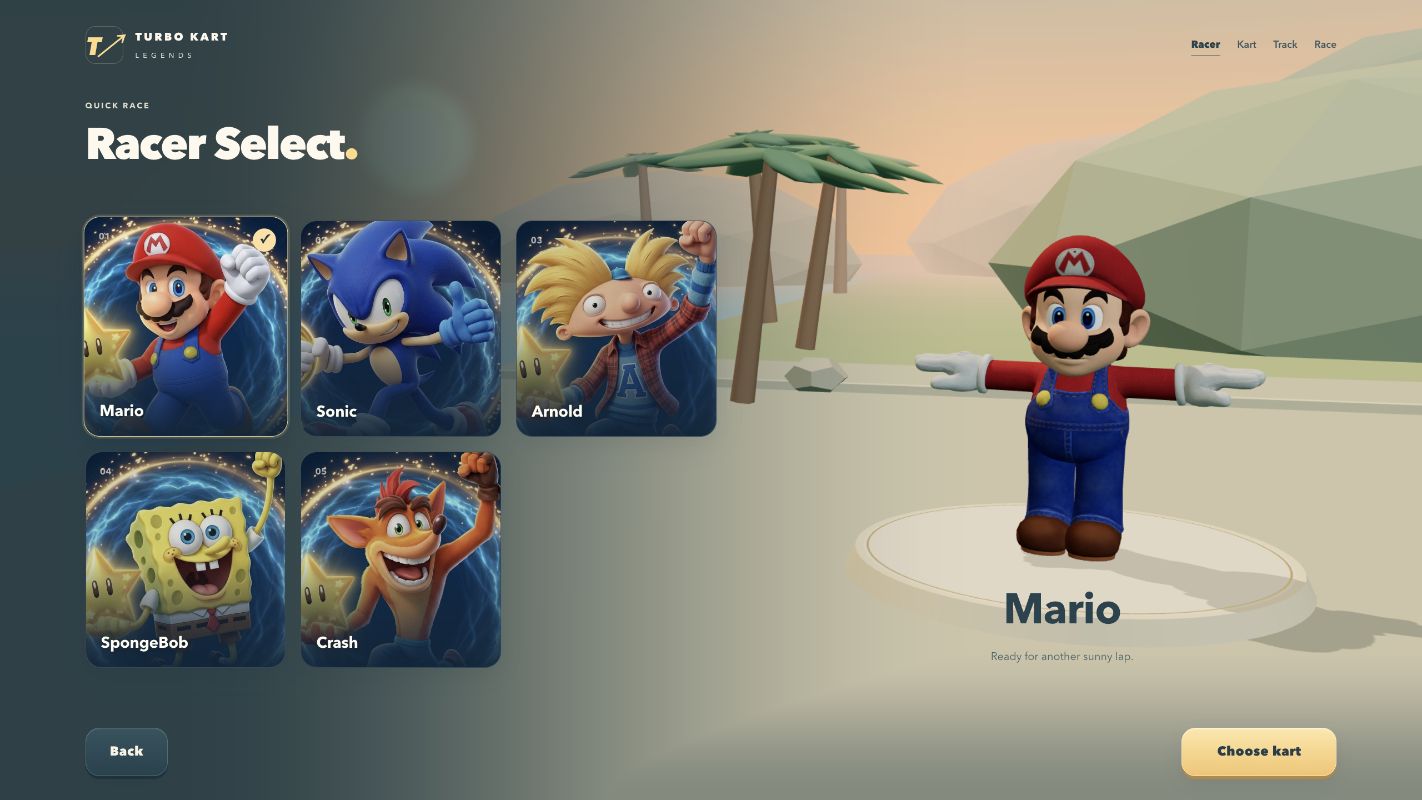 TURBO KART
LEGENDS
Racer Kart Track Race
QUICK RACE
Racer Select.
01
02
03
Mario
Sonic
Arnold
04
05
SpongeBob
Crash
Mario
Ready for another sunny lap.
Back
Choose kart